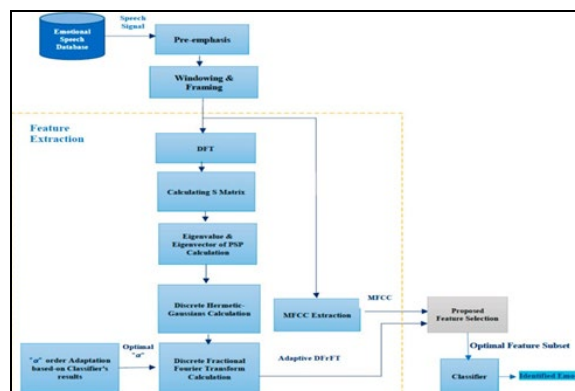 Emotional
Speech
Database
Speech
Signal
Pre-emphasis
Windowing &
Framing
Feature
Extraction
DFT
Calculating S Matrix
Eigenvalue &
Eigenvector of PSP
Calculation
Discrete Hermetic-
Gaussians Calculation
MFCC Extraction
MFCC
Proposed
Feature Selection
"a" order Adaptation
based-on Classifier's
results
Optimal
"a"
Discrete Fractional
Fourier Transform
Calculation
Adaptive DFrFT
Optimal Feature Subset
Classifier
Identified Emo